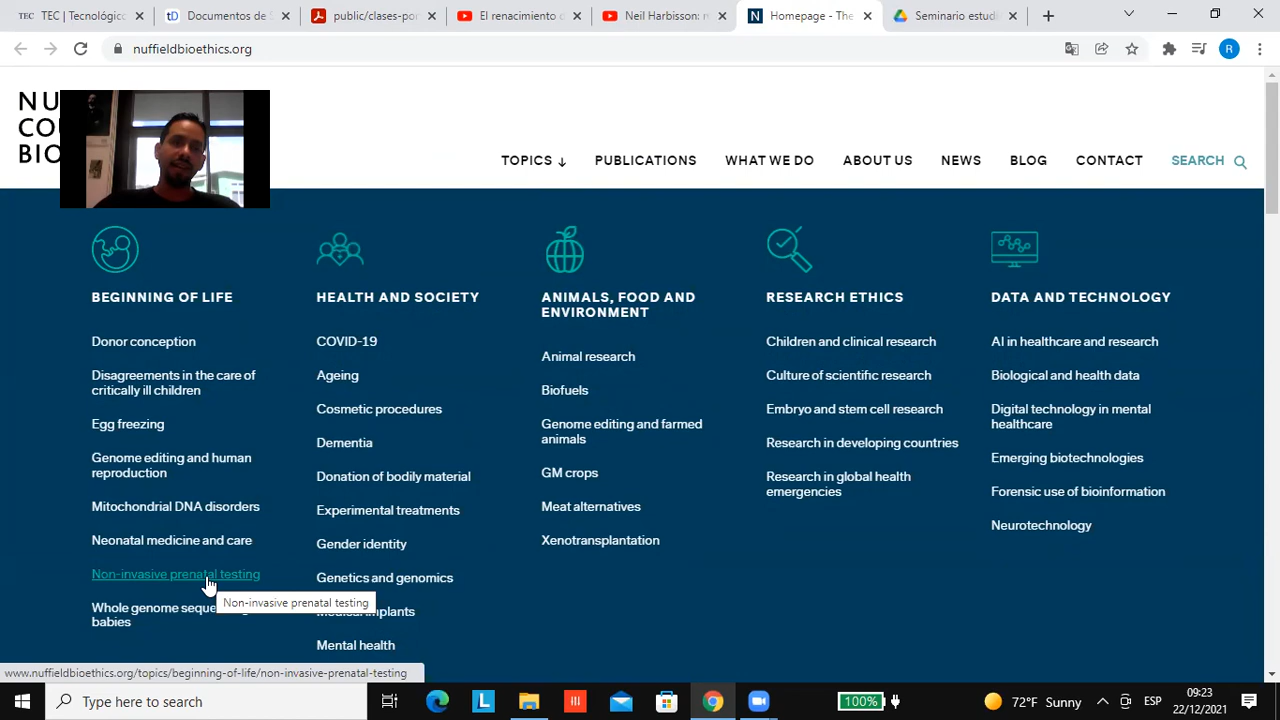 TEC | Tecnológico
Documentos de S
public/clases-por
El renacimiento d
Neil Harbisson: re
Homepage - The
Seminario estudi
nuffieldbioethics.org
NU
CO
BIO
TOPICS ↓
PUBLICATIONS
WHAT WE DO
ABOUT US
NEWS
BLOG
CONTACT
SEARCH
BEGINNING OF LIFE
Donor conception
Disagreements in the care of
critically ill children
Egg freezing
Genome editing and human
reproduction
Mitochondrial DNA disorders
Neonatal medicine and care
Non-invasive prenatal testing
Non-invasive prenatal testing
Whole genome seque
babies
HEALTH AND SOCIETY
COVID-19
Ageing
Cosmetic procedures
Dementia
Donation of bodily material
Experimental treatments
Gender identity
Genetics and genomics
Medical implants
Mental health
ANIMALS, FOOD AND
ENVIRONMENT
Animal research
Biofuels
Genome editing and farmed
animals
GM crops
Meat alternatives
Xenotransplantation
RESEARCH ETHICS
Children and clinical research
Culture of scientific research
Embryo and stem cell research
Research in developing countries
Research in global health
emergencies
DATA AND TECHNOLOGY
AI in healthcare and research
Biological and health data
Digital technology in mental
healthcare
Emerging biotechnologies
Forensic use of bioinformation
Neurotechnology
www.nuffieldbioethics.org/topics/beginning-of-life/non-invasive-prenatal-testing
Type here to search
100%
72°F Sunny
ESP
09:23
22/12/2021